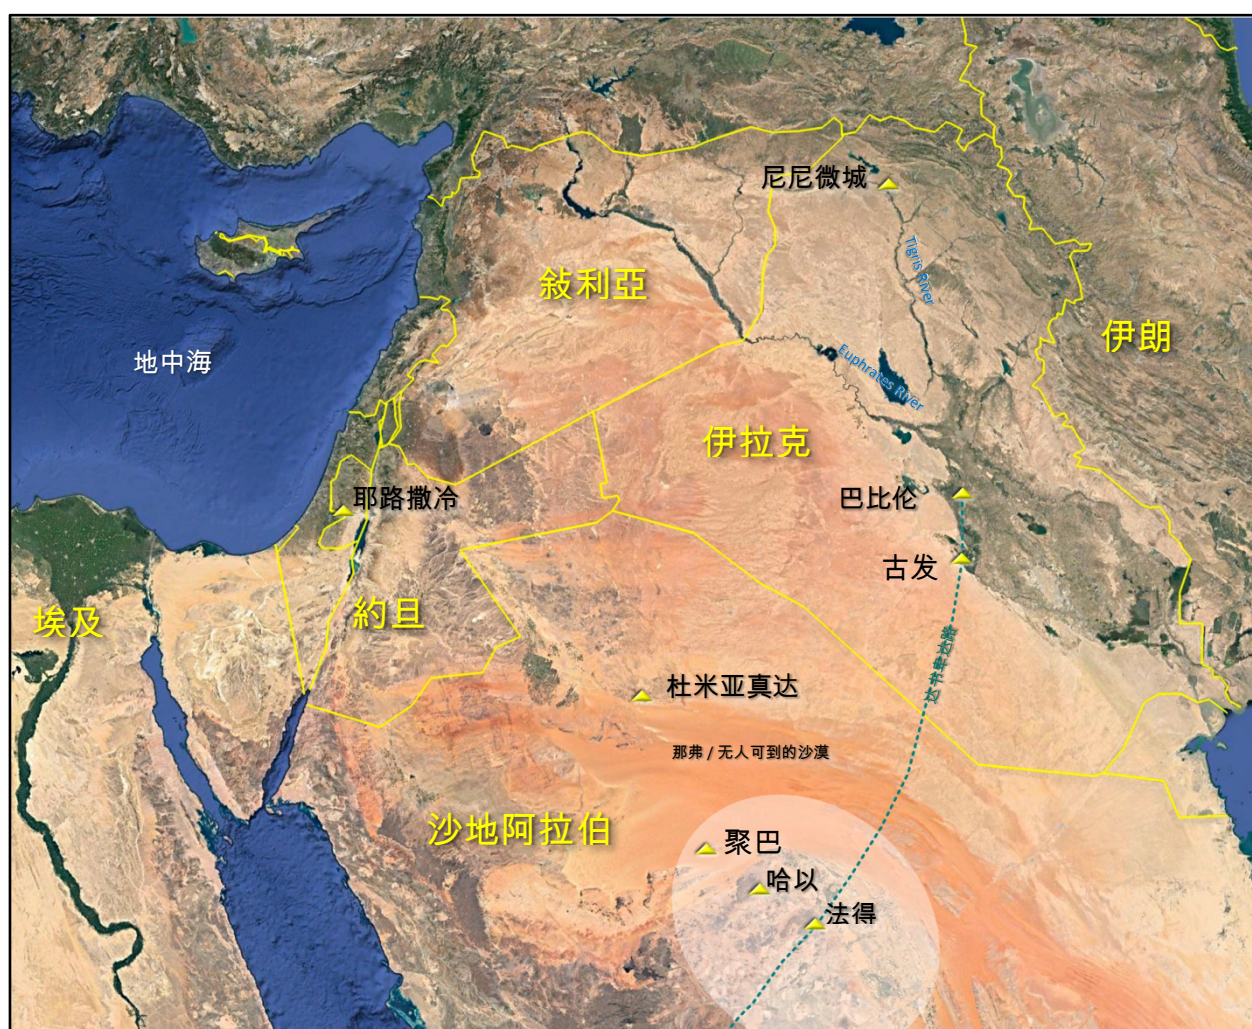 尼尼微城
Tigris River
敍利亞
伊朗
地中海
Euphrates River
伊拉克
耶路撒冷
巴比伦
古发
埃及
約旦
杜米亚真达
那弗 / 无人可到的沙漠
沙地阿拉伯
聚巴
哈以
法得